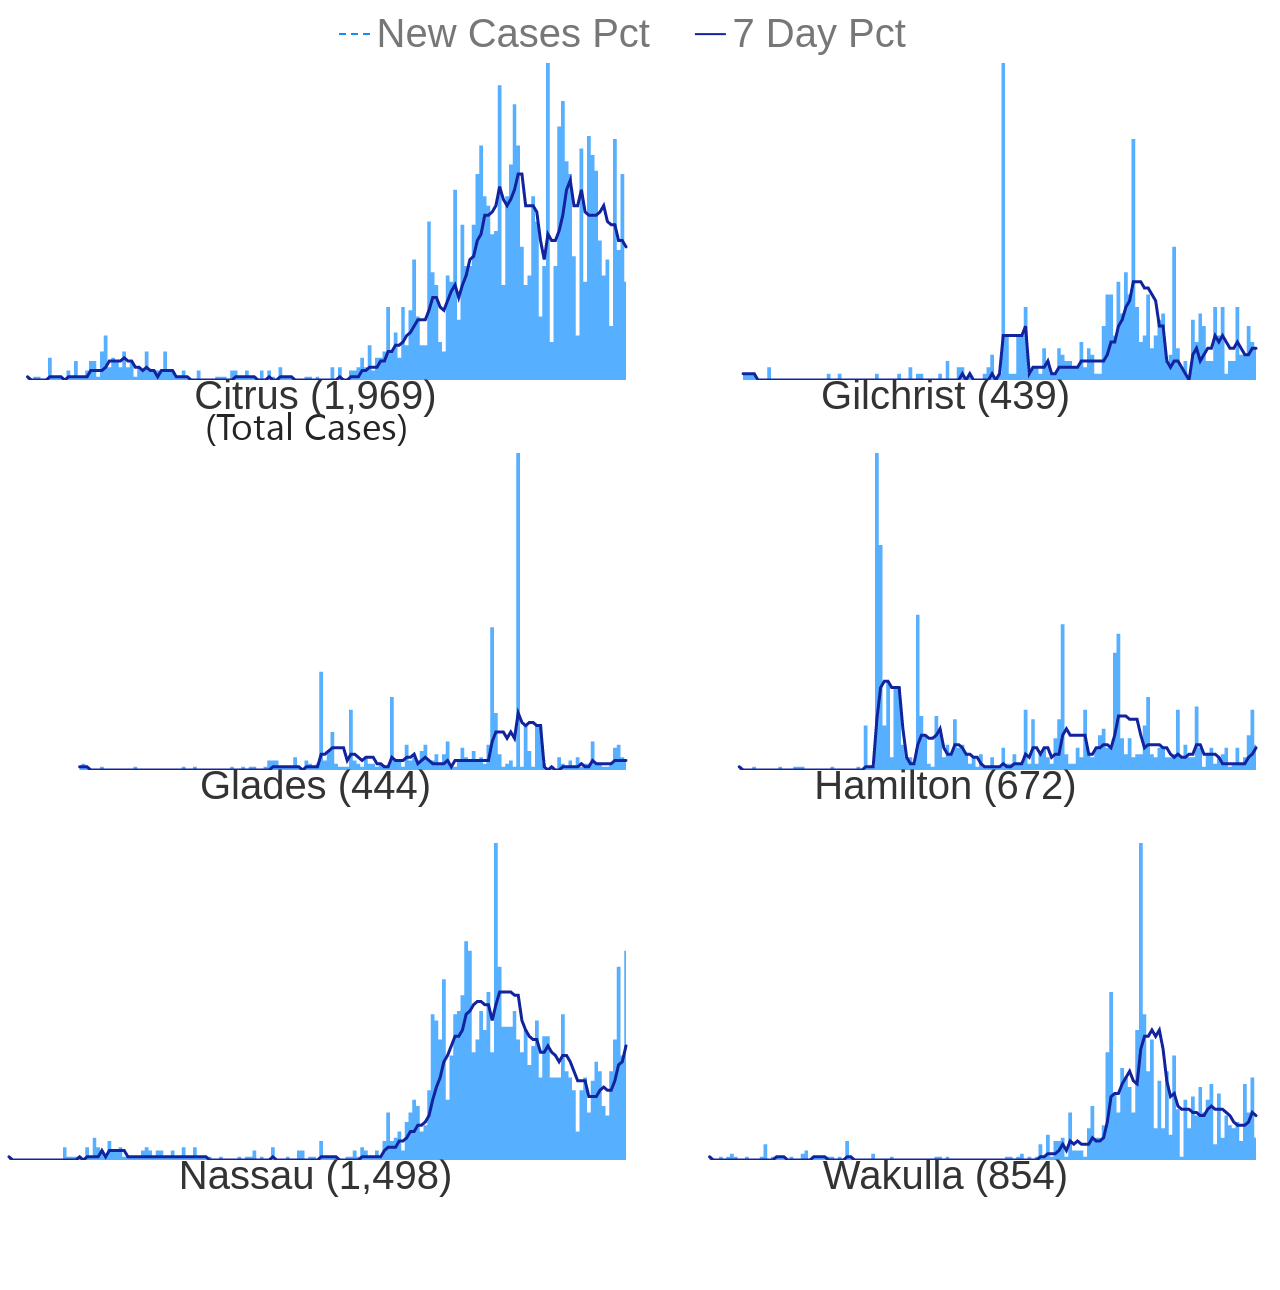 New Cases Pct 7 Day Pct
Citrus (1,969) Gilchrist (439)
(Total Cases)
Glades (444) Hamilton (672)
Nassau (1,498) Wakulla (854)